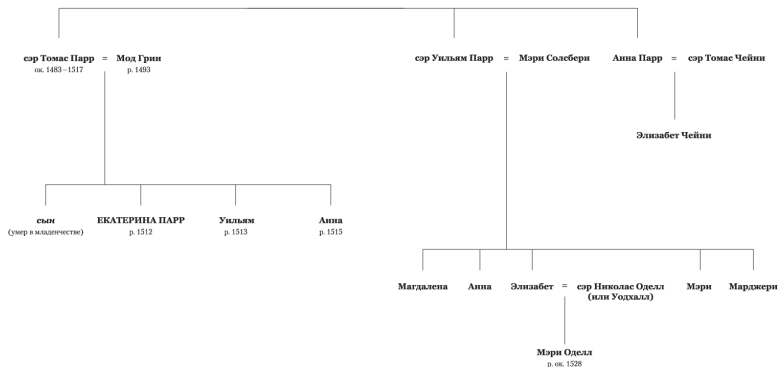 сэр Томас Парр = Мод Грин
ок. 1483–1517 р. 1493
сэр Уильям Парр = Мэри Солсбери
Анна Парр = сэр Томас Чейни
Элизабет Чейни
сын
(умер в младенчестве)
ЕКАТЕРИНА ПАРР
р. 1512
Уильям
р. 1513
Анна
р. 1515
Магдалена
Анна
Элизабет = сэр Николас Оделл
(или Уодхалл)
Мэри
Марджери
Мэри Оделл
р. ок. 1528